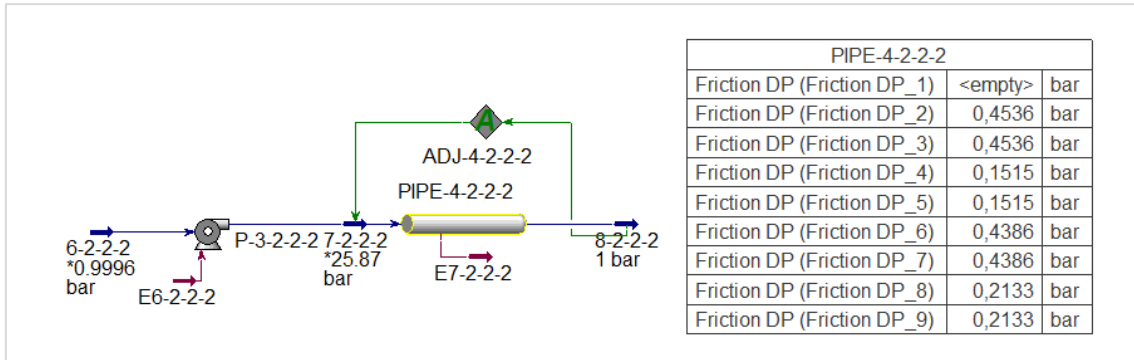 A
ADJ-4-2-2-2
PIPE-4-2-2-2
6-2-2-2
*0.9996
bar
P-3-2-2-2
7-2-2-2
*25.87
bar
8-2-2-2
1 bar
E6-2-2-2
E7-2-2-2
PIPE-4-2-2-2
Friction DP (Friction DP_1) <empty> bar
Friction DP (Friction DP_2) 0,4536 bar
Friction DP (Friction DP_3) 0,4536 bar
Friction DP (Friction DP_4) 0,1515 bar
Friction DP (Friction DP_5) 0,1515 bar
Friction DP (Friction DP_6) 0,4386 bar
Friction DP (Friction DP_7) 0,4386 bar
Friction DP (Friction DP_8) 0,2133 bar
Friction DP (Friction DP_9) 0,2133 bar